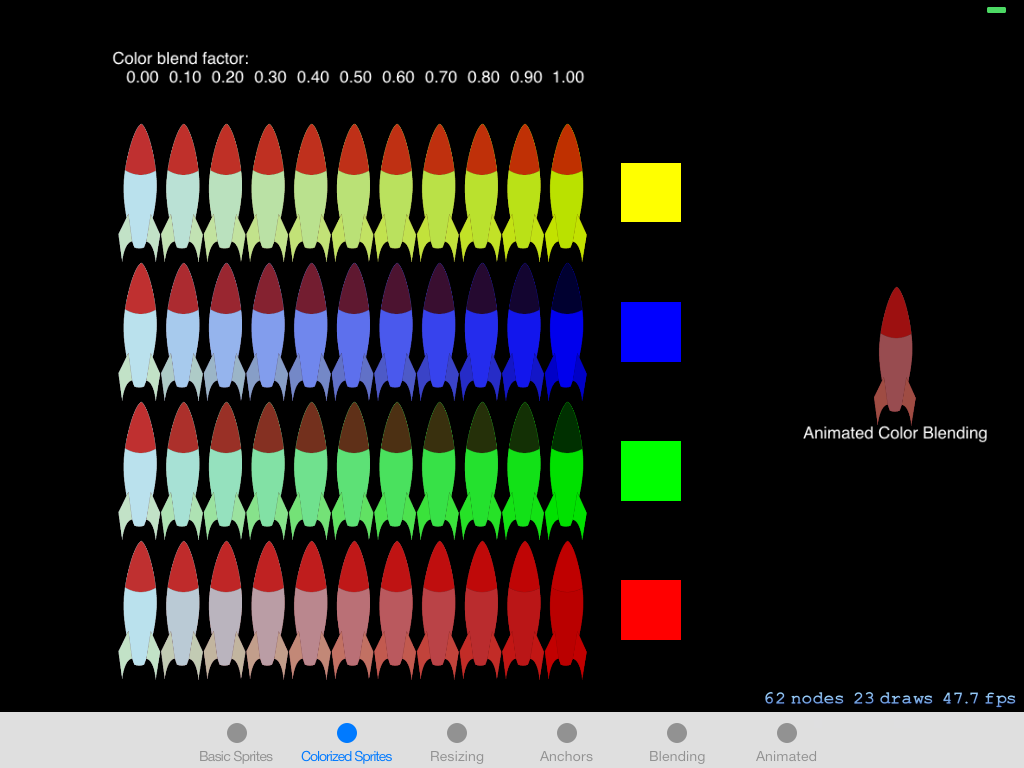 Color blend factor:
0.00 0.10 0.20 0.30 0.40 0.50 0.60 0.70 0.80 0.90 1.00
Animated Color Blending
62 nodes 23 draws 47.7 fps
Basic Sprites Colorized Sprites Resizing Anchors Blending Animated